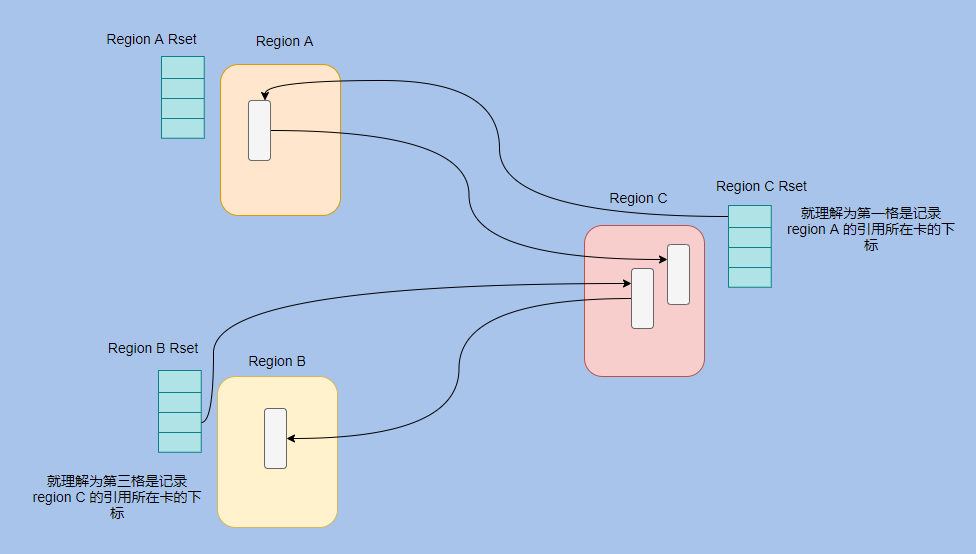 Region A Rset
Region A
Region C
Region C Rset
就理解为第一格是记录
region A 的引用所在卡的下
标
Region B Rset
Region B
就理解为第三格是记录
region C 的引用所在卡的下
标